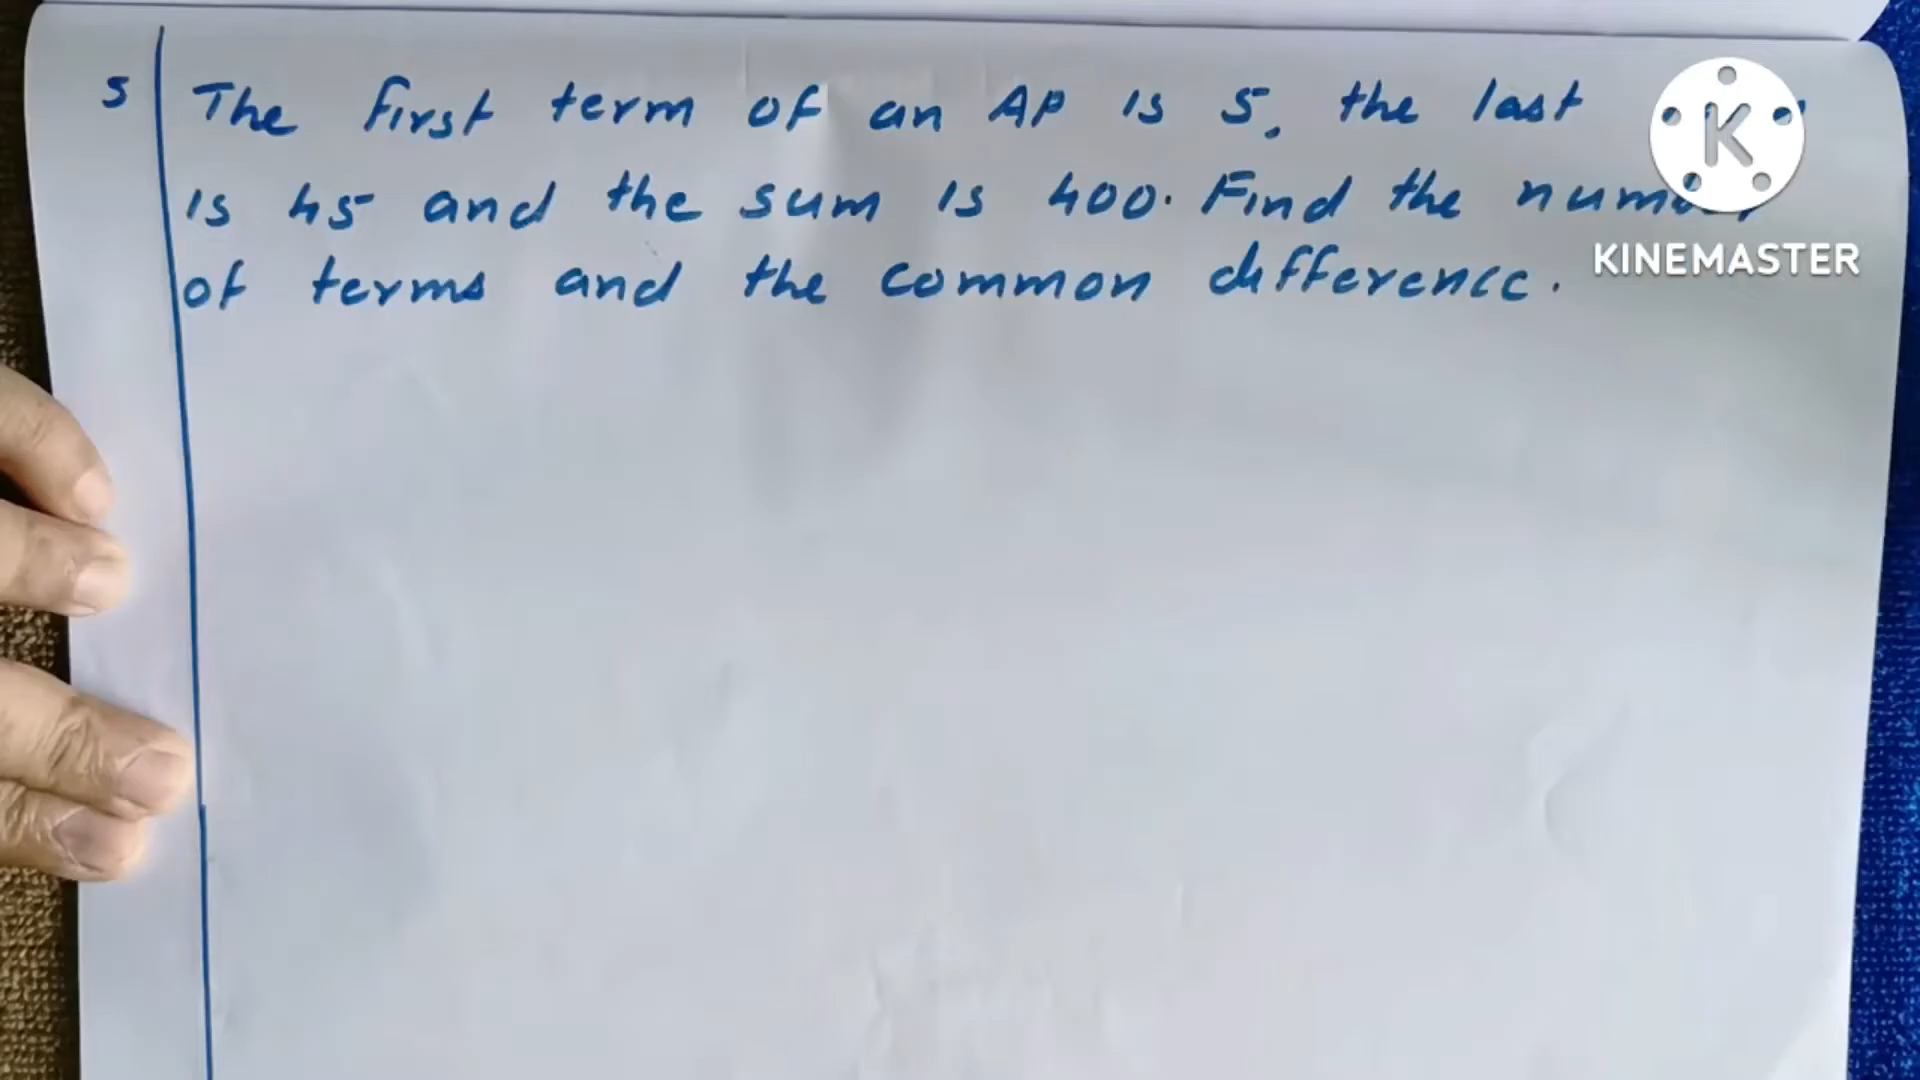 5 The first term of an AP is 5, the last
is 45 and the sum is 400. Find the number
of terms and the common difference.
K
KINEMASTER